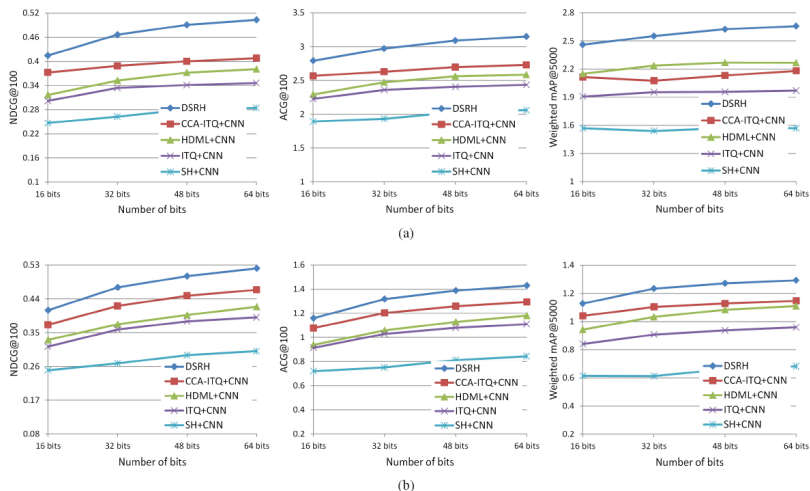 0.52
0.46
0.4
0.34
0.28
0.22
0.16
0.1
NDCG@100
16 bits 32 bits 48 bits 64 bits
Number of bits
DSRH
CCA-ITQ+CNN
HDML+CNN
ITQ+CNN
SH+CNN
3.5
3
2.5
2
1.5
1
ACG@100
16 bits 32 bits 48 bits 64 bits
Number of bits
DSRH
CCA-ITQ+CNN
HDML+CNN
ITQ+CNN
SH+CNN
2.8
2.5
2.2
1.9
1.6
1.3
1
Weighted mAP@5000
16 bits 32 bits 48 bits 64 bits
Number of bits
DSRH
CCA-ITQ+CNN
HDML+CNN
ITQ+CNN
SH+CNN
(a)
0.53
0.44
0.35
0.26
0.17
0.08
NDCG@100
16 bits 32 bits 48 bits 64 bits
Number of bits
DSRH
CCA-ITQ+CNN
HDML+CNN
ITQ+CNN
SH+CNN
1.6
1.4
1.2
1
0.8
0.6
0.4
0.2
ACG@100
16 bits 32 bits 48 bits 64 bits
Number of bits
DSRH
CCA-ITQ+CNN
HDML+CNN
ITQ+CNN
SH+CNN
1.4
1.2
1
0.8
0.6
0.4
0.2
Weighted mAP@5000
16 bits 32 bits 48 bits 64 bits
Number of bits
DSRH
CCA-ITQ+CNN
HDML+CNN
ITQ+CNN
SH+CNN
(b)